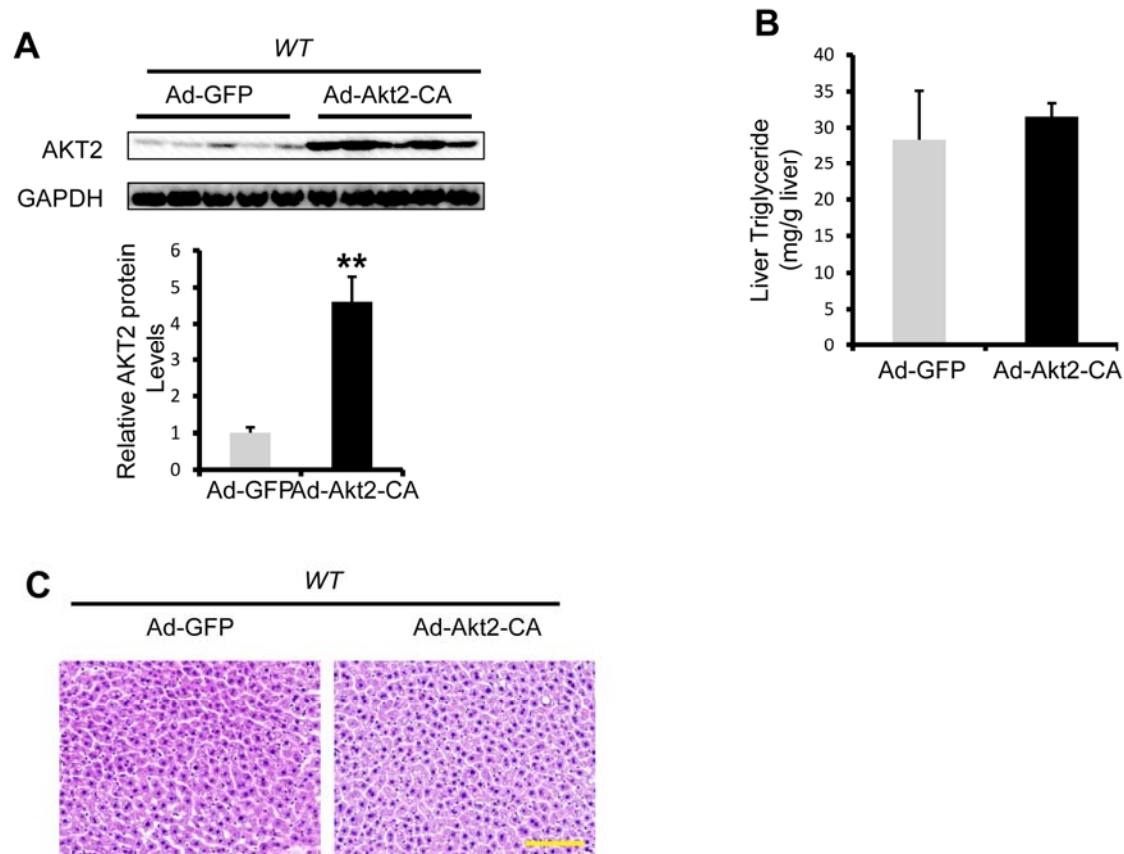 A
WT
Ad-GFP Ad-Akt2-CA
AKT2
GAPDH
Relative AKT2 protein
Levels
6
5
4
3
2
1
0
**
Ad-GFPAd-Akt2-CA
B
Liver Triglyceride
(mg/g liver)
40
35
30
25
20
15
10
5
0
Ad-GFP Ad-Akt2-CA
C
WT
Ad-GFP Ad-Akt2-CA